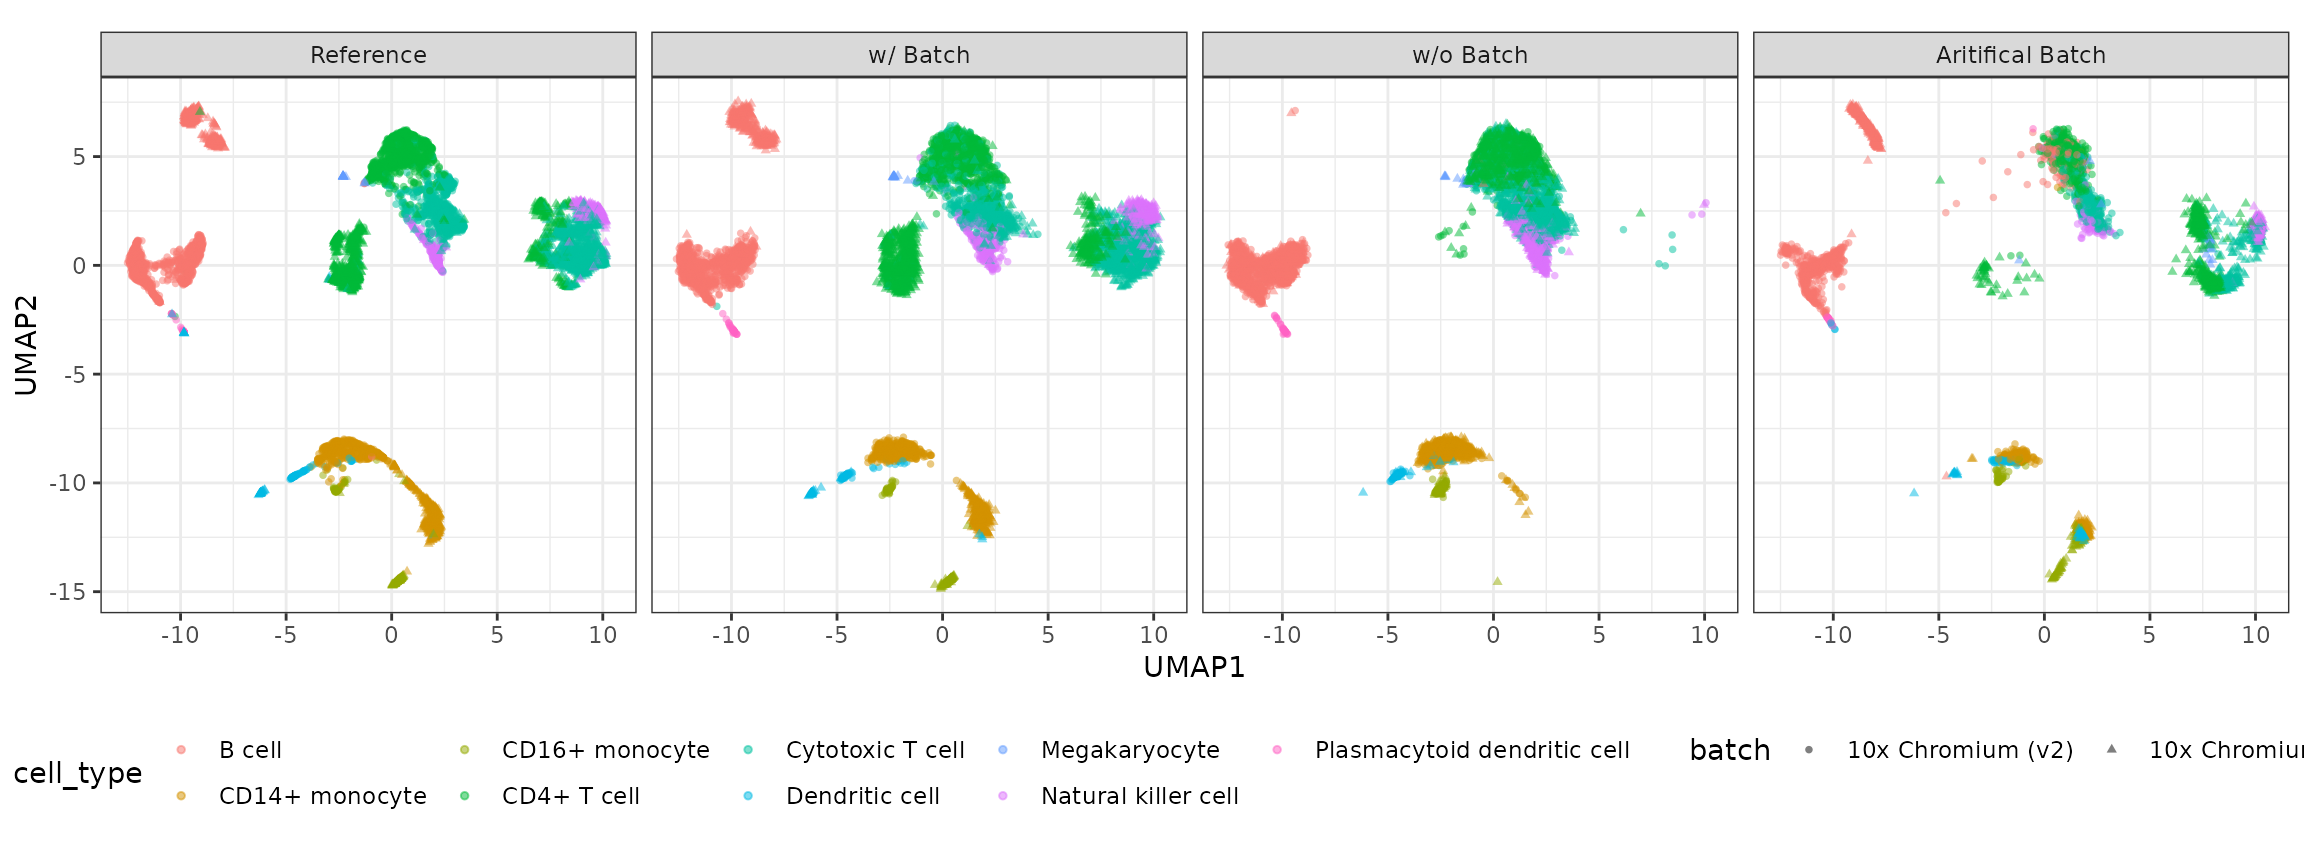 Reference w/ Batch w/o Batch Aritifical Batch
UMAP2
5
0
-5
-10
-15
-10 -5 0 5 10 -10 -5 0 5 10 -10 -5 0 5 10 -10 -5 0 5 10
UMAP1
cell_type
B cell CD16+ monocyte Cytotoxic T cell Megakaryocyte Plasmacytoid dendritic cell
CD14+ monocyte CD4+ T cell Dendritic cell Natural killer cell
batch 10x Chromium (v2) 10x